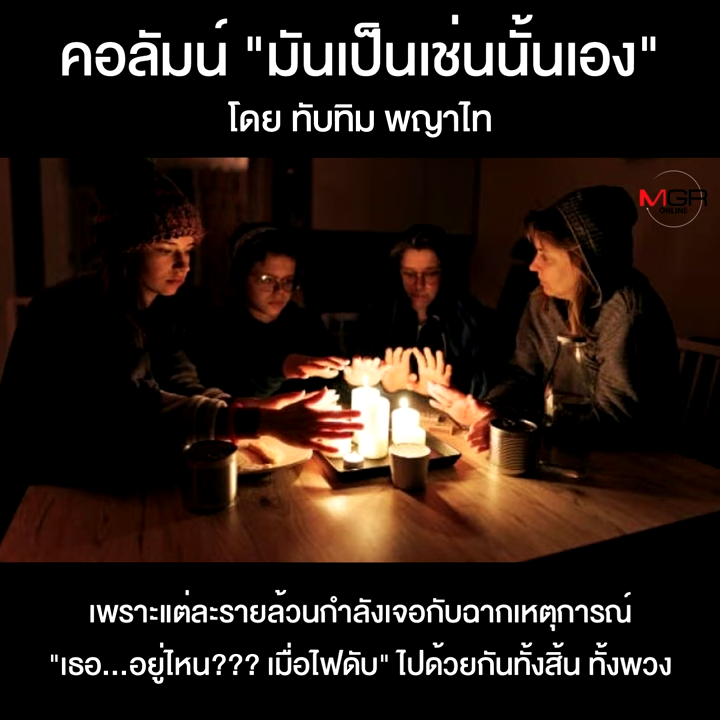 คอลัมน์ "มันเป็นเช่นนั้นเอง"
โดย ทับทิม พญาไท
MGR
ONLINE
เพราะแต่ละรายล้วนกำลังเจอกับฉากเหตุการณ์
"เธอ...อยู่ไหน??? เมื่อไฟดับ" ไปด้วยกันทั้งสิ้น ทั้งพวง